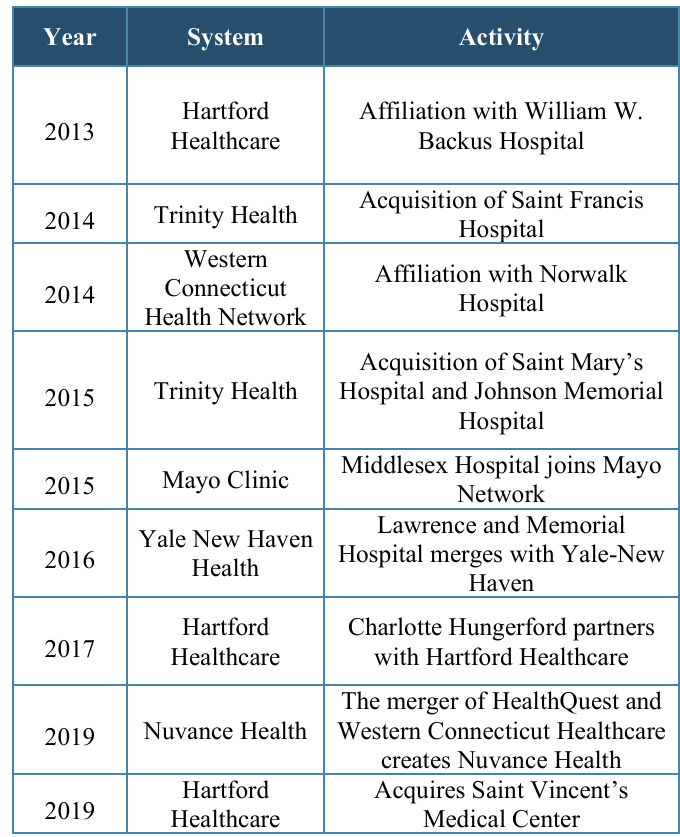 Year System Activity
2013
Hartford
Healthcare
Affiliation with William W.
Backus Hospital
2014
Trinity Health
Acquisition of Saint Francis
Hospital
2014
Western
Connecticut
Health Network
Affiliation with Norwalk
Hospital
2015
Trinity Health
Acquisition of Saint Mary’s
Hospital and Johnson Memorial
Hospital
2015
Mayo Clinic
Middlesex Hospital joins Mayo
Network
2016
Yale New Haven
Health
Lawrence and Memorial
Hospital merges with Yale-New
Haven
2017
Hartford
Healthcare
Charlotte Hungerford partners
with Hartford Healthcare
2019
Nuvance Health
The merger of HealthQuest and
Western Connecticut Healthcare
creates Nuvance Health
2019
Hartford
Healthcare
Acquires Saint Vincent’s
Medical Center